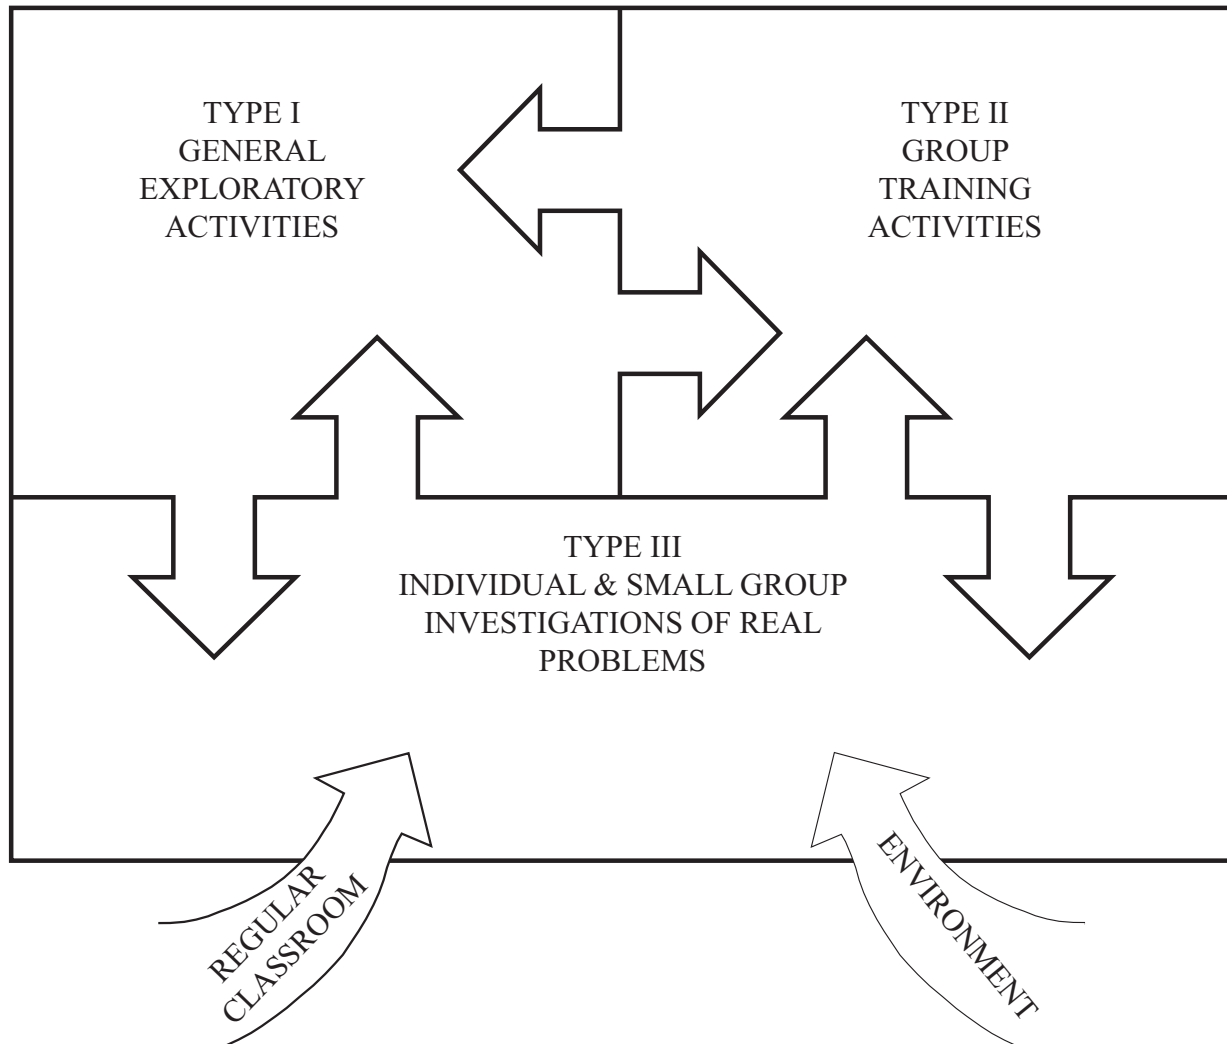 TYPE I
GENERAL
EXPLORATORY
ACTIVITIES
TYPE II
GROUP
TRAINING
ACTIVITIES
TYPE III
INDIVIDUAL & SMALL GROUP
INVESTIGATIONS OF REAL
PROBLEMS
REGULAR
CLASSROOM
ENVIRONMENT